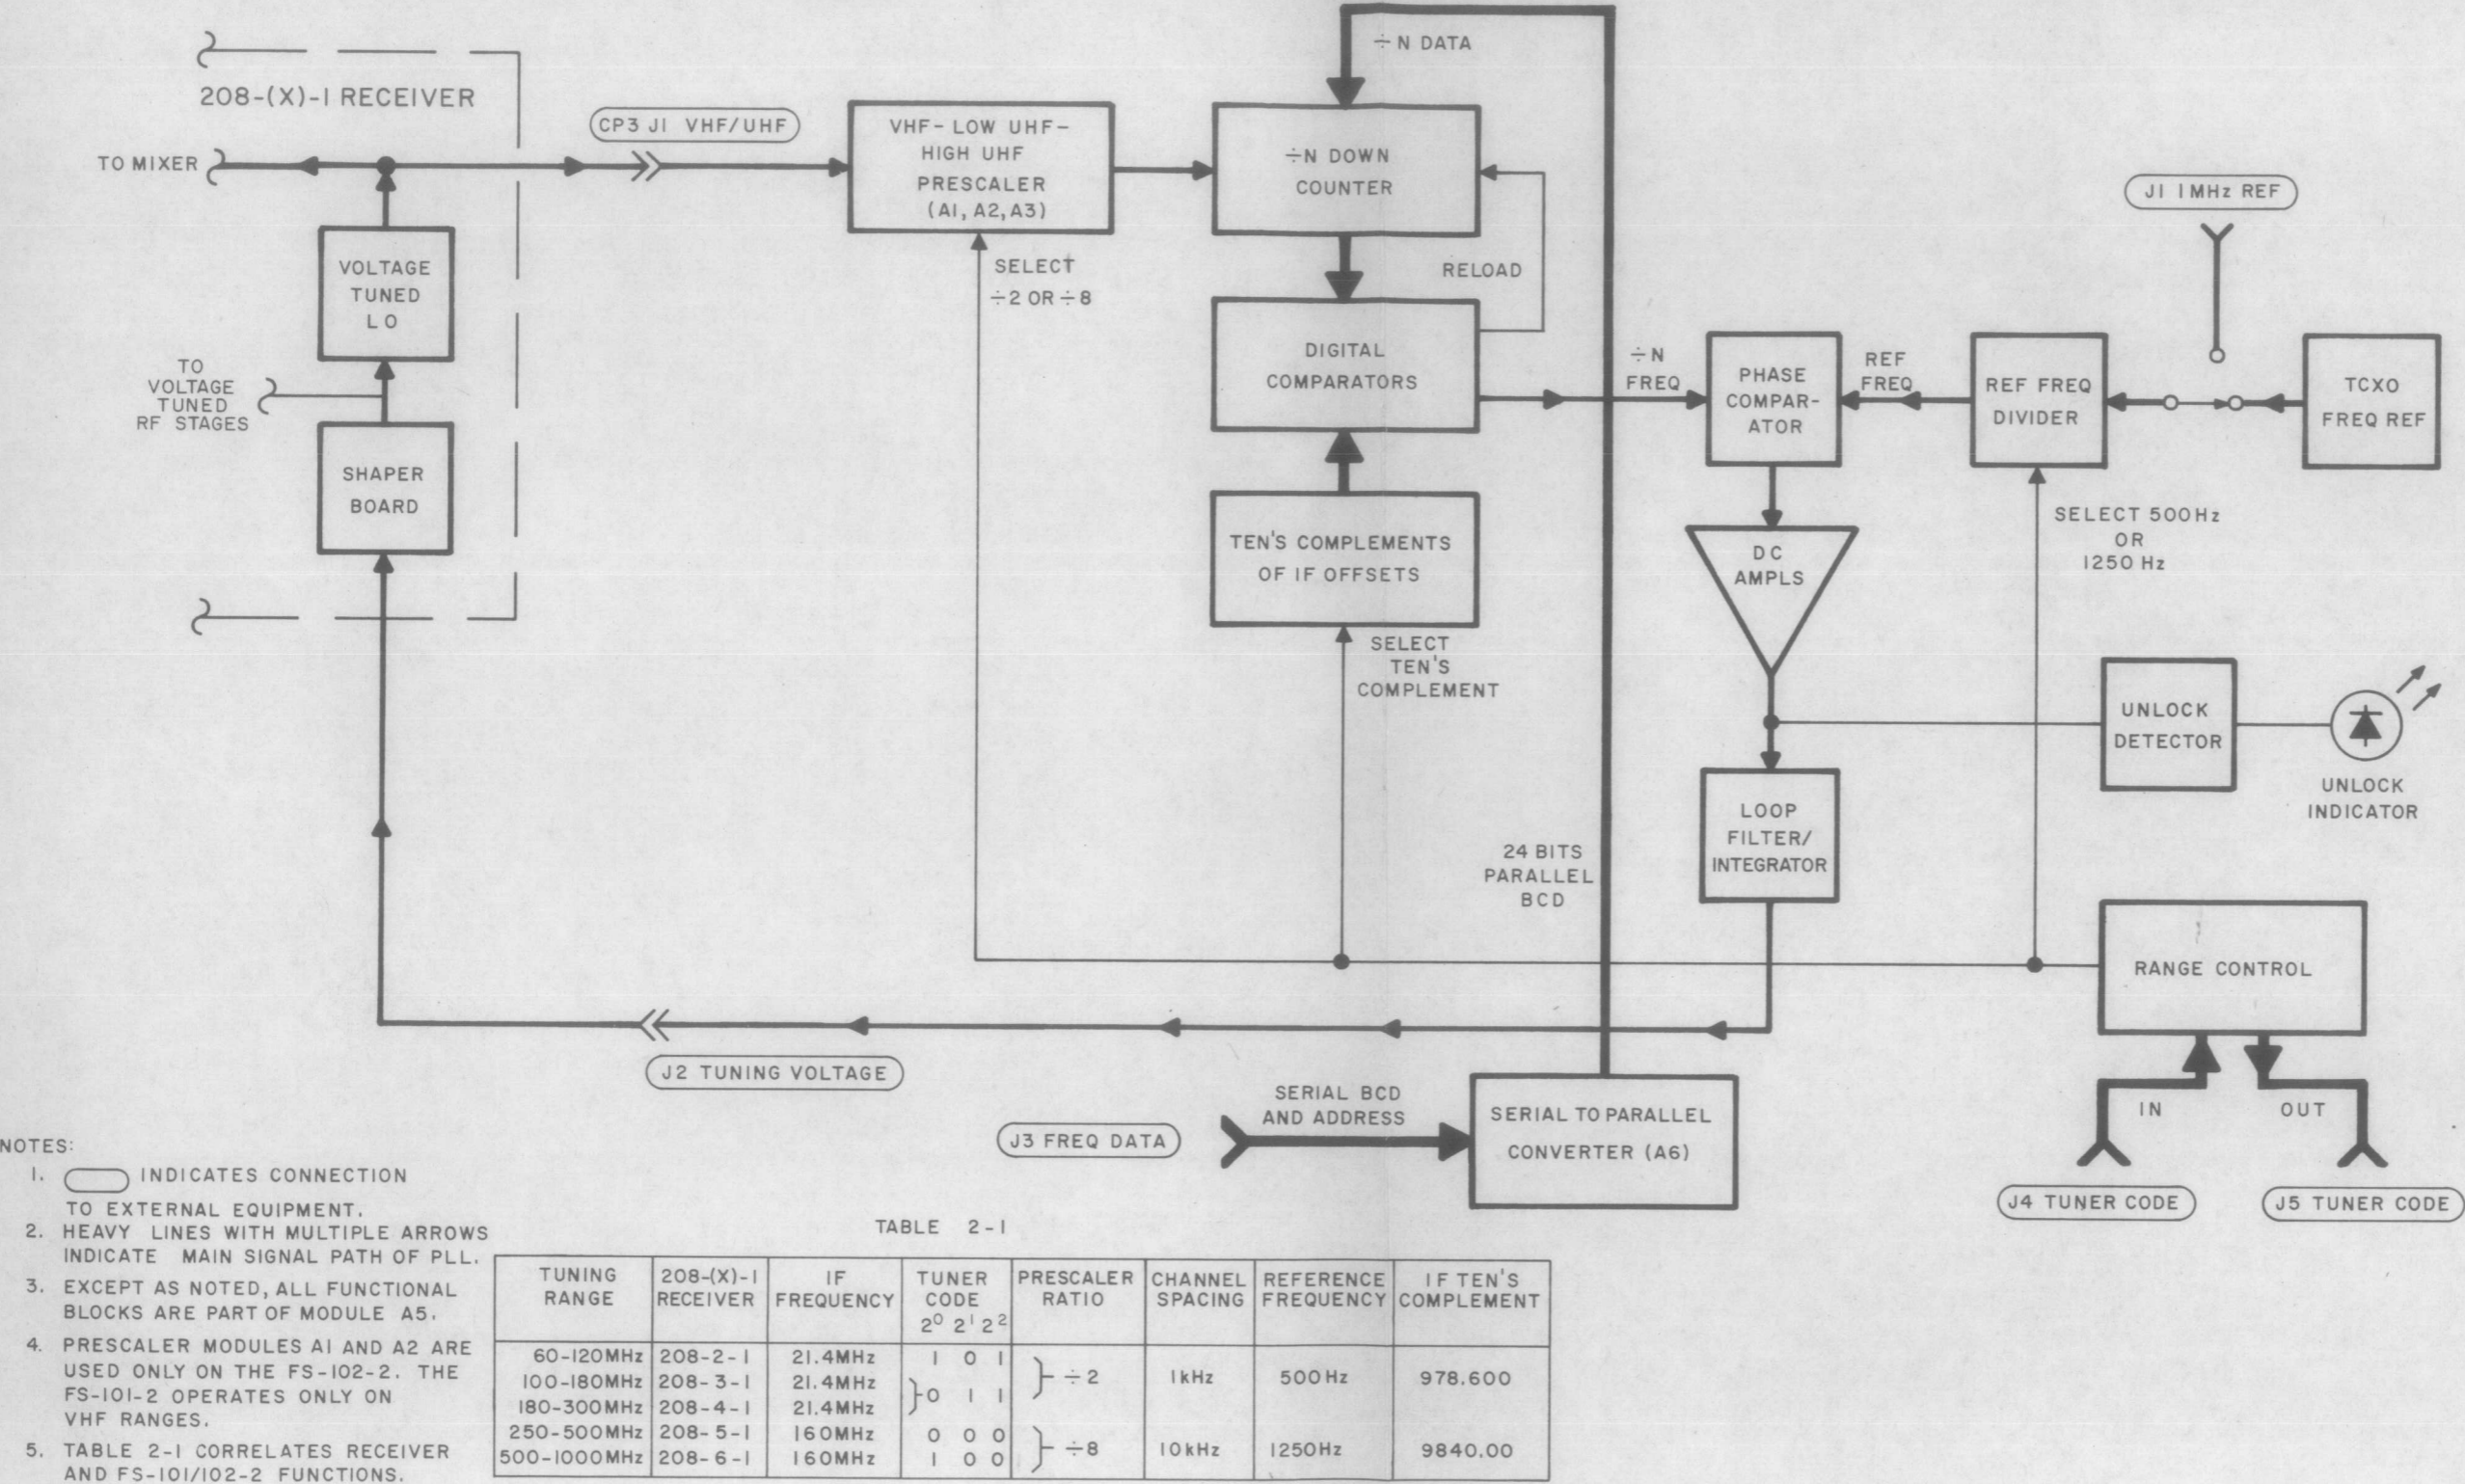 ÷N DATA
208-(X)-1 RECEIVER
TO MIXER
CP3 J1 VHF/UHF
VHF- LOW UHF-
HIGH UHF
PRESCALER
(A1, A2, A3)
÷N DOWN
COUNTER
J1 1MHz REF
VOLTAGE
TUNED
LO
SELECT
÷2 OR ÷8
RELOAD
TO
VOLTAGE
TUNED
RF STAGES
DIGITAL
COMPARATORS
÷N
FREQ
PHASE
COMPAR-
ATOR
REF
FREQ
REF FREQ
DIVIDER
TCXO
FREQ REF
SHAPER
BOARD
TEN'S COMPLEMENTS
OF IF OFFSETS
DC
AMPLS
SELECT 500Hz
OR
1250 Hz
SELECT
TEN'S
COMPLEMENT
UNLOCK
DETECTOR
UNLOCK
INDICATOR
LOOP
FILTER/
INTEGRATOR
24 BITS
PARALLEL
BCD
RANGE CONTROL
J2 TUNING VOLTAGE
IN
OUT
SERIAL BCD
AND ADDRESS
J3 FREQ DATA
SERIAL TO PARALLEL
CONVERTER (A6)
J4 TUNER CODE
J5 TUNER CODE
NOTES:
1. INDICATES CONNECTION
TO EXTERNAL EQUIPMENT.
2. HEAVY LINES WITH MULTIPLE ARROWS
INDICATE MAIN SIGNAL PATH OF PLL.
3. EXCEPT AS NOTED, ALL FUNCTIONAL
BLOCKS ARE PART OF MODULE A5.
4. PRESCALER MODULES A1 AND A2 ARE
USED ONLY ON THE FS-102-2. THE
FS-101-2 OPERATES ONLY ON
VHF RANGES.
5. TABLE 2-1 CORRELATES RECEIVER
AND FS-101/102-2 FUNCTIONS.
TABLE 2-1
TUNING RANGE 208-(X)-1 RECEIVER IF FREQUENCY TUNER CODE 2⁰ 2¹ 2² PRESCALER RATIO CHANNEL SPACING REFERENCE FREQUENCY IF TEN'S COMPLEMENT
60-120MHz 208-2-1 21.4MHz 1 0 1
100-180MHz 208-3-1 21.4MHz ÷2 1kHz 500Hz 978.600
0 1 1
180-300MHz 208-4-1 21.4MHz
250-500MHz 208-5-1 160MHz 0 0 0
÷8 10kHz 1250Hz 9840.00
500-1000MHz 208-6-1 160MHz 1 0 0